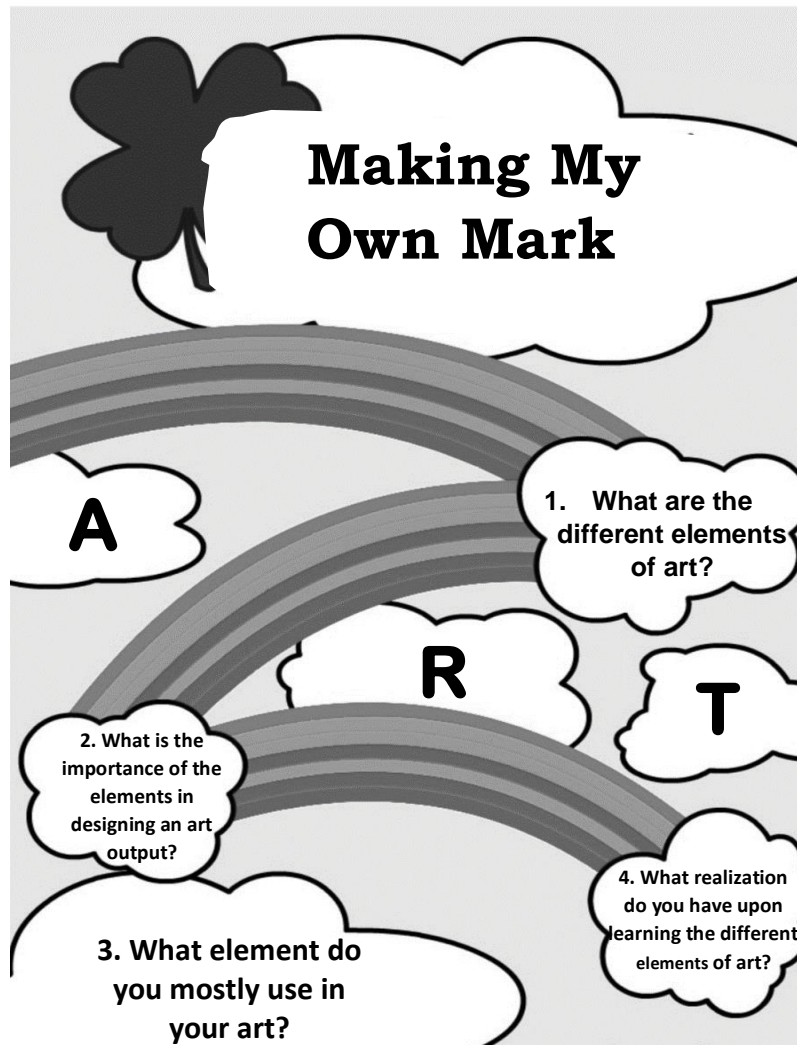 Making My
Own Mark
A
1. What are the
different elements
of art?
R
T
2. What is the
importance of the
elements in
designing an art
output?
3. What element do
you mostly use in
your art?
4. What realization
do you have upon
learning the different
elements of art?